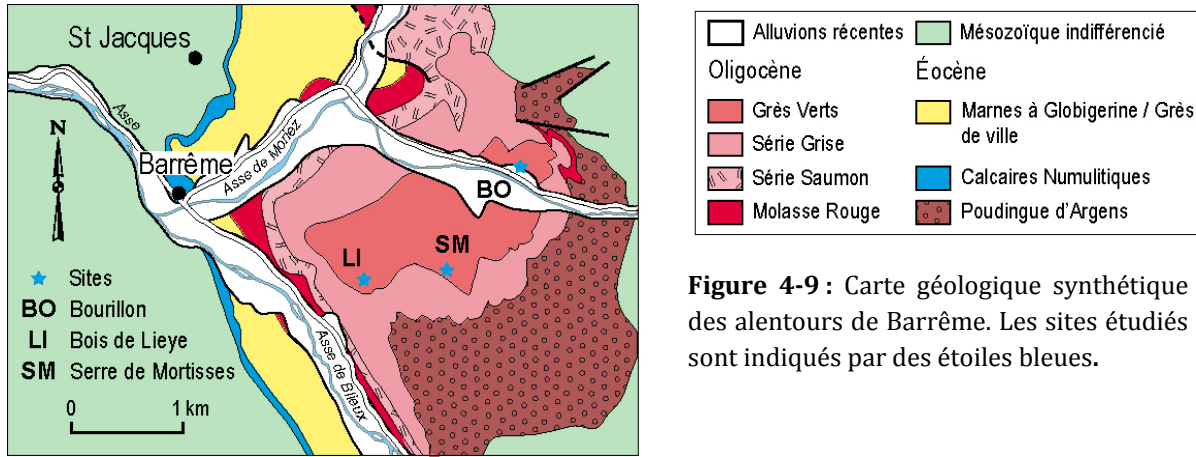 St Jacques
Asse
N
Asse de Moriez
Barrême
BO
LI
SM
Sites
BO Bourillon
LI Bois de Lieye
SM Serre de Mortisses
0 1 km
Asse de Blieux
Alluvions récentes
Mésozoïque indifférencié
Oligocène
Éocène
Grès Verts
Marnes à Globigerine / Grès
de ville
Série Grise
Série Saumon
Calcaires Numulitiques
Molasse Rouge
Poudingue d'Argens
Figure 4-9 : Carte géologique synthétique
des alentours de Barrême. Les sites étudiés
sont indiqués par des étoiles bleues.